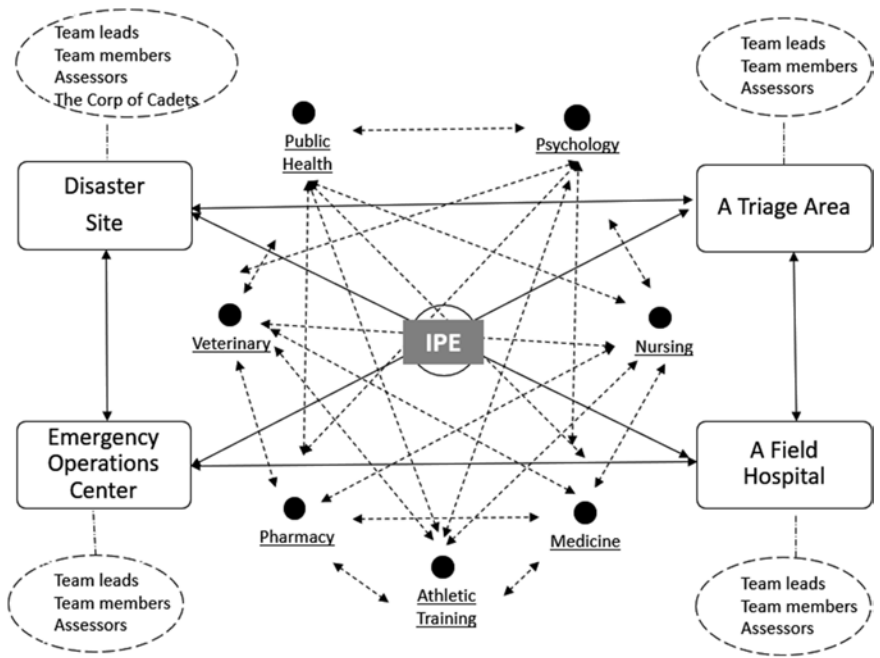 Team leads
Team members
Assessors
The Corp of Cadets
Team leads
Team members
Assessors
Public
Health
Psychology
Disaster
Site
A Triage Area
Veterinary
IPE
Nursing
Emergency
Operations
Center
A Field
Hospital
Pharmacy
Medicine
Athletic
Training
Team leads
Team members
Assessors
Team leads
Team members
Assessors